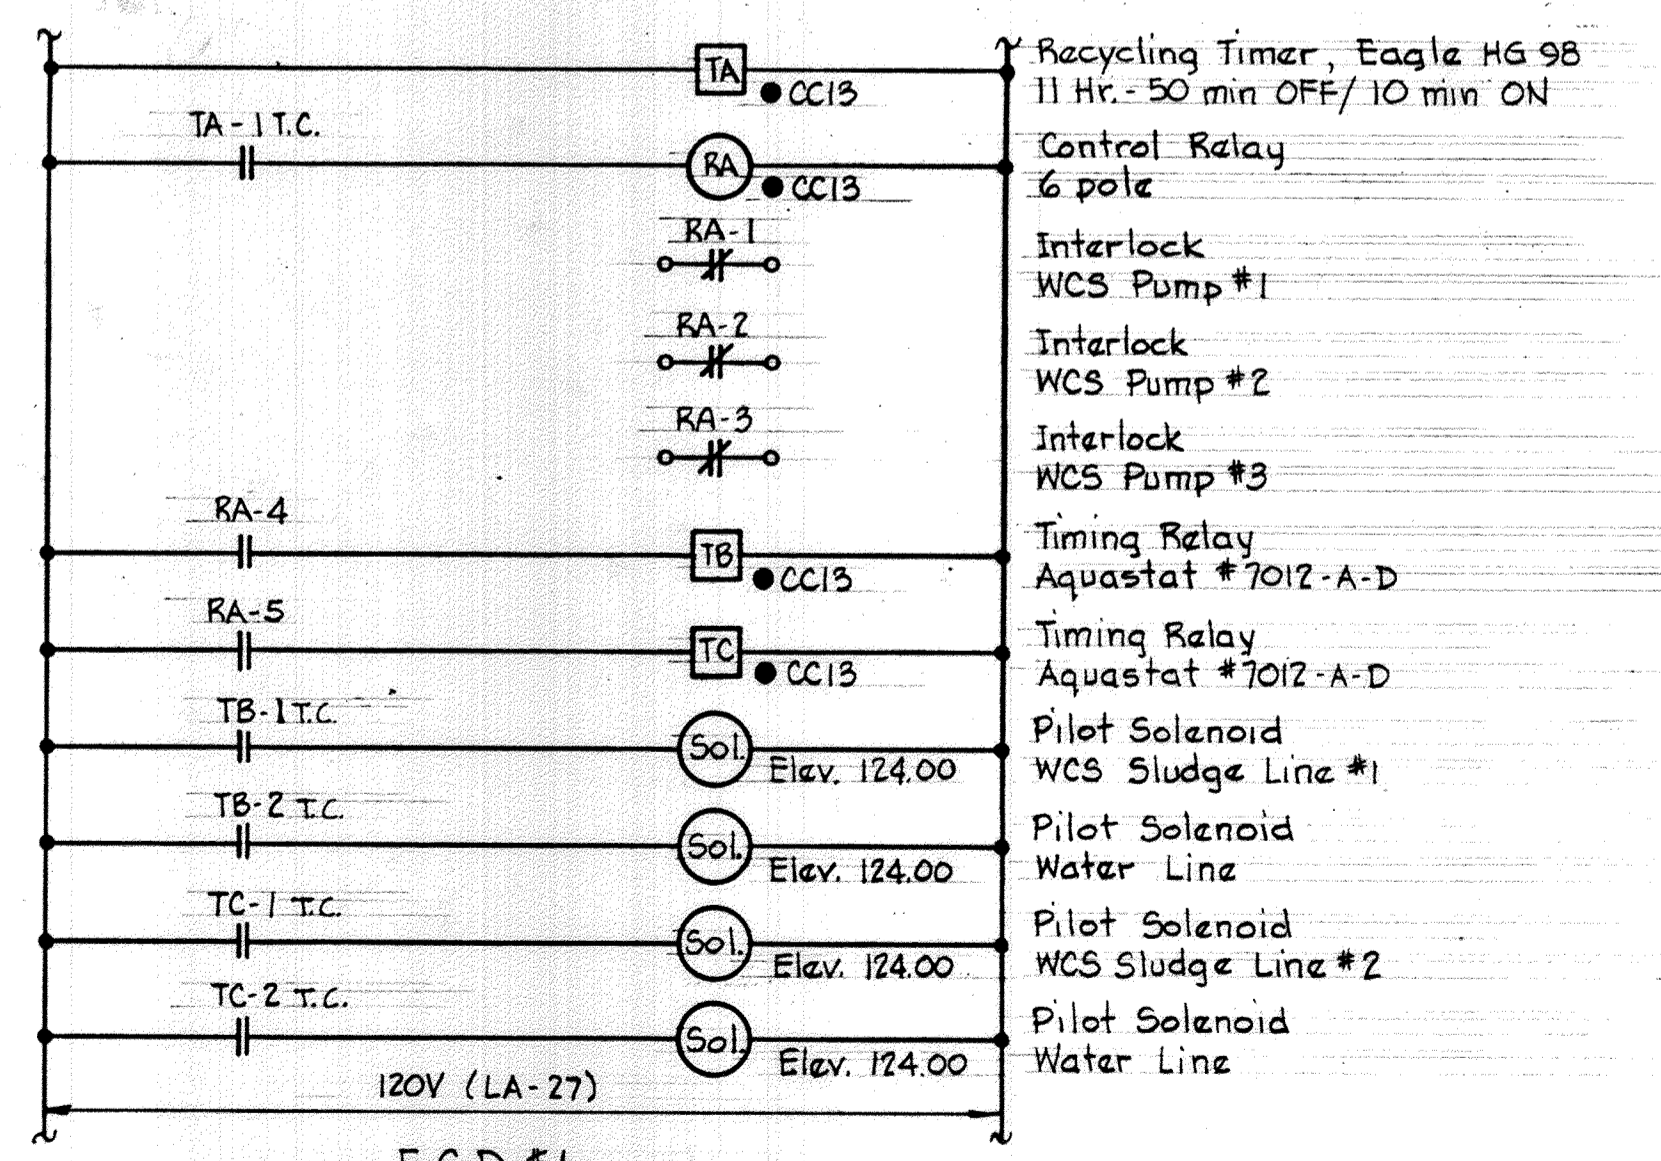 TA
Recycling Timer, Eagle HG 98
CC13
11 Hr.-50 min OFF/10 min ON
TA-1 T.C.
RA
Control Relay
CC13
6 pole
RA-1
Interlock
WCS Pump #1
RA-2
Interlock
WCS Pump #2
RA-3
Interlock
WCS Pump #3
RA-4
TB
Timing Relay
CC13
Aquastat #7012-A-D
RA-5
TC
Timing Relay
CC13
Aquastat #7012-A-D
TB-1 T.C.
Sol.
Pilot Solenoid
Elev. 124.00
WCS Sludge Line #1
TB-2 T.C.
Sol.
Pilot Solenoid
Elev. 124.00
Water Line
TC-1 T.C.
Sol.
Pilot Solenoid
Elev. 124.00
WCS Sludge Line #2
TC-2 T.C.
Sol.
Pilot Solenoid
Elev. 124.00
Water Line
120V (LA-27)